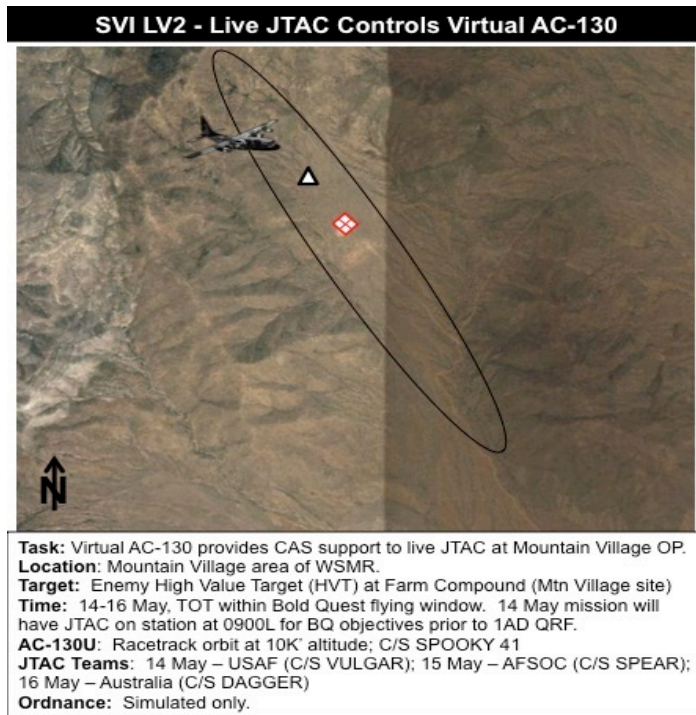 SVI LV2 - Live JTAC Controls Virtual AC-130
N
Task: Virtual AC-130 provides CAS support to live JTAC at Mountain Village OP.
Location: Mountain Village area of WSMR.
Target: Enemy High Value Target (HVT) at Farm Compound (Mtn Village site)
Time: 14-16 May, TOT within Bold Quest flying window. 14 May mission will
have JTAC on station at 0900L for BQ objectives prior to 1AD QRF.
AC-130U: Racetrack orbit at 10K' altitude; C/S SPOOKY 41
JTAC Teams: 14 May – USAF (C/S VULGAR); 15 May – AFSOC (C/S SPEAR);
16 May – Australia (C/S DAGGER)
Ordnance: Simulated only.